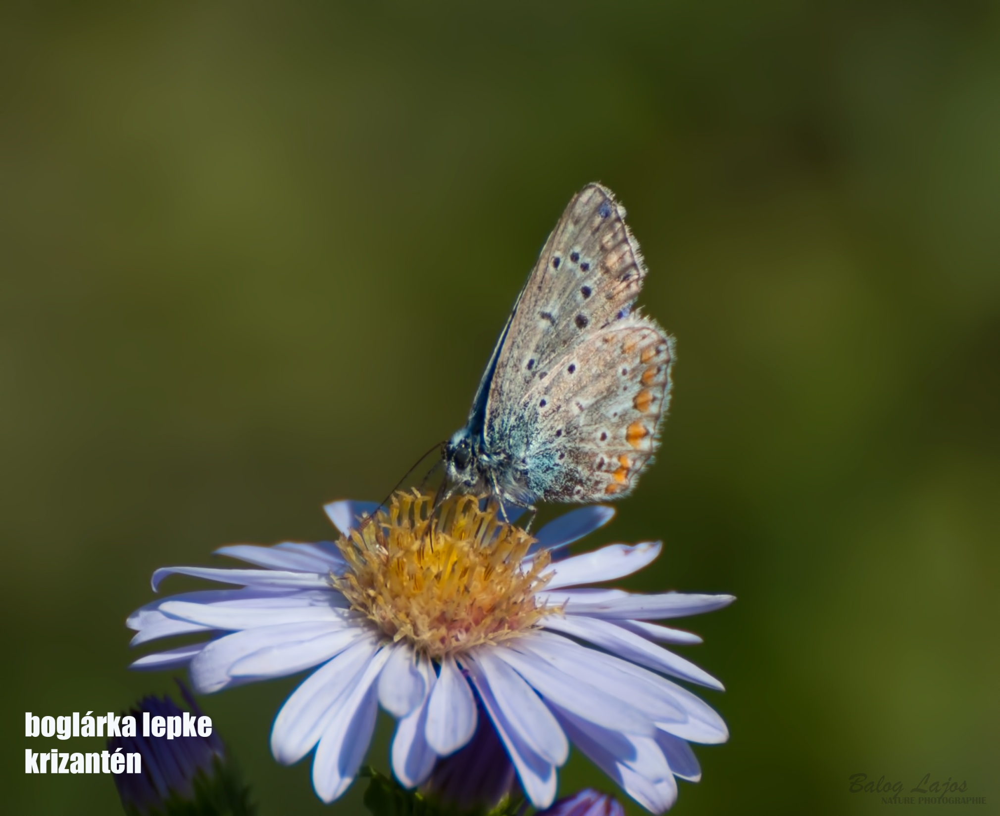 boglárka lepke
krizantén
Balog Lajos
NATURE PHOTOGRAPHIE